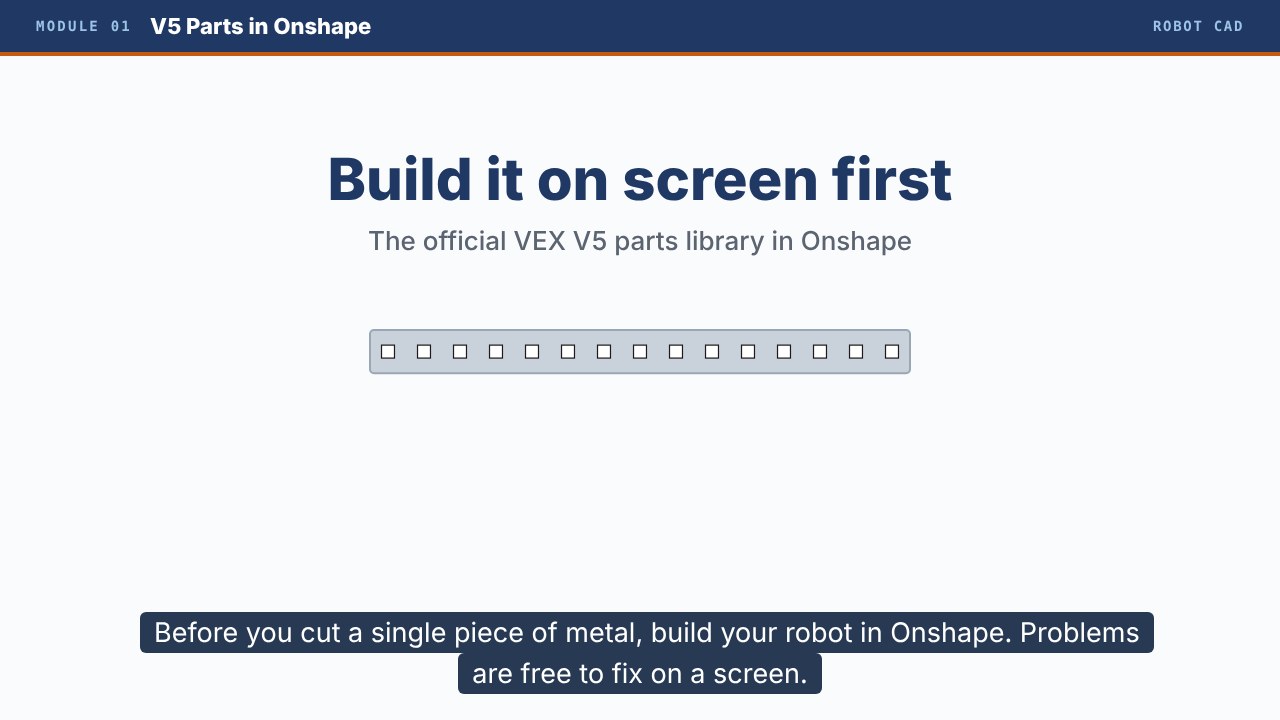 MODULE 01 V5 Parts in Onshape ROBOT CAD
Build it on screen first
The official VEX V5 parts library in Onshape
Before you cut a single piece of metal, build your robot in Onshape. Problems
are free to fix on a screen.